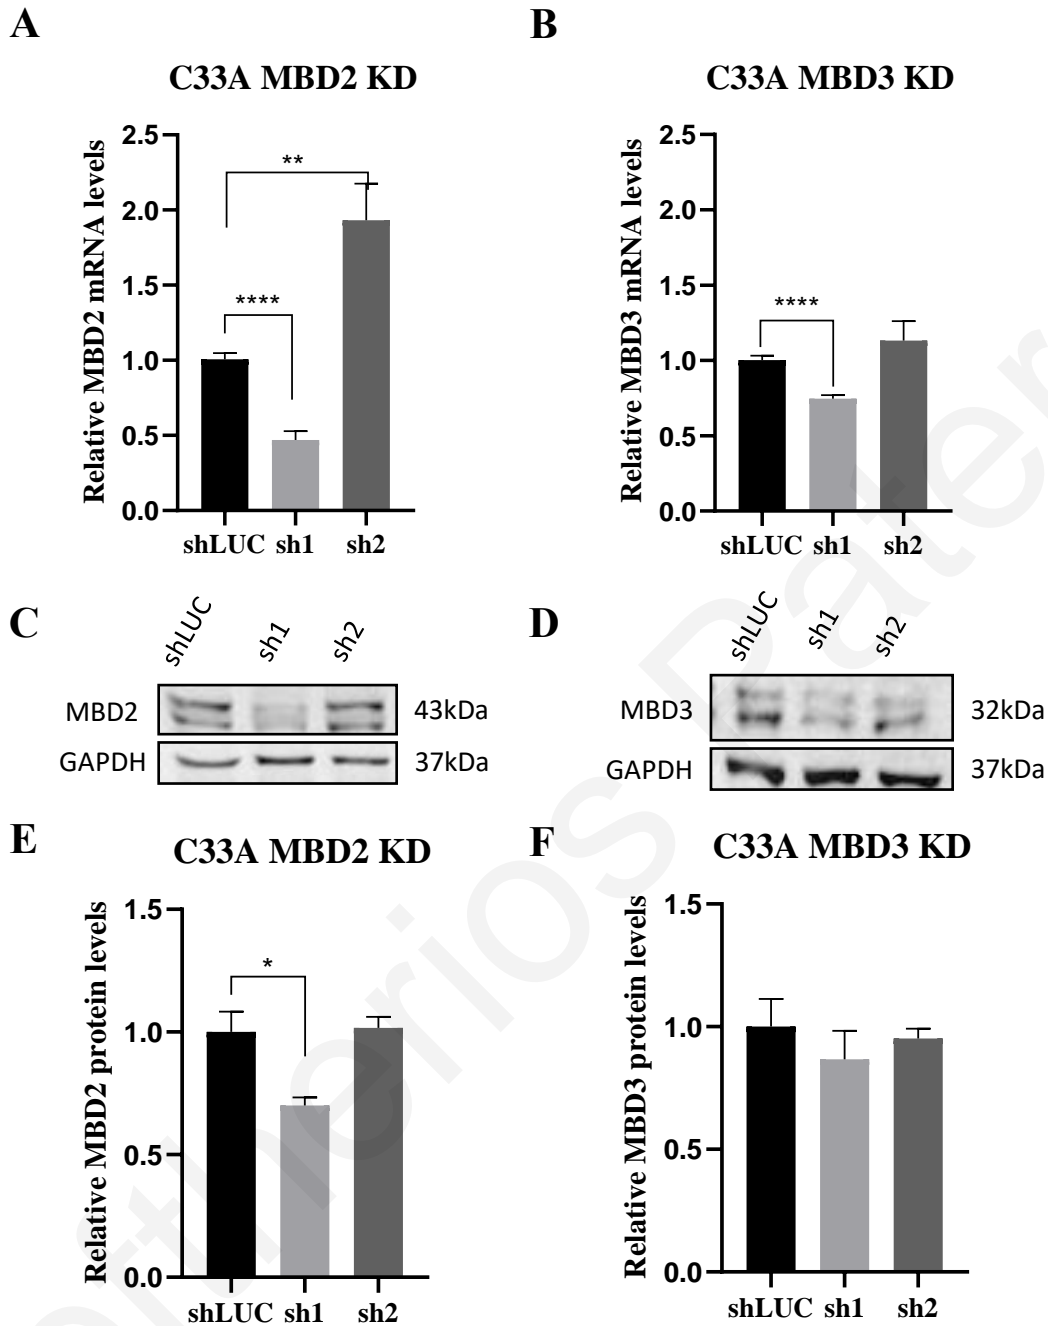 A
B
C33A MBD2 KD
C33A MBD3 KD
Relative MBD2 mRNA levels
2.5
2.0
1.5
1.0
0.5
0.0
**
****
shLUC sh1 sh2
Relative MBD3 mRNA levels
2.5
2.0
1.5
1.0
0.5
0.0
****
shLUC sh1 sh2
C
shLUC sh1 sh2
MBD2 43kDa
GAPDH 37kDa
D
shLUC sh1 sh2
MBD3 32kDa
GAPDH 37kDa
E
C33A MBD2 KD
Relative MBD2 protein levels
1.5
1.0
0.5
0.0
*
shLUC sh1 sh2
F
C33A MBD3 KD
Relative MBD3 protein levels
1.5
1.0
0.5
0.0
shLUC sh1 sh2